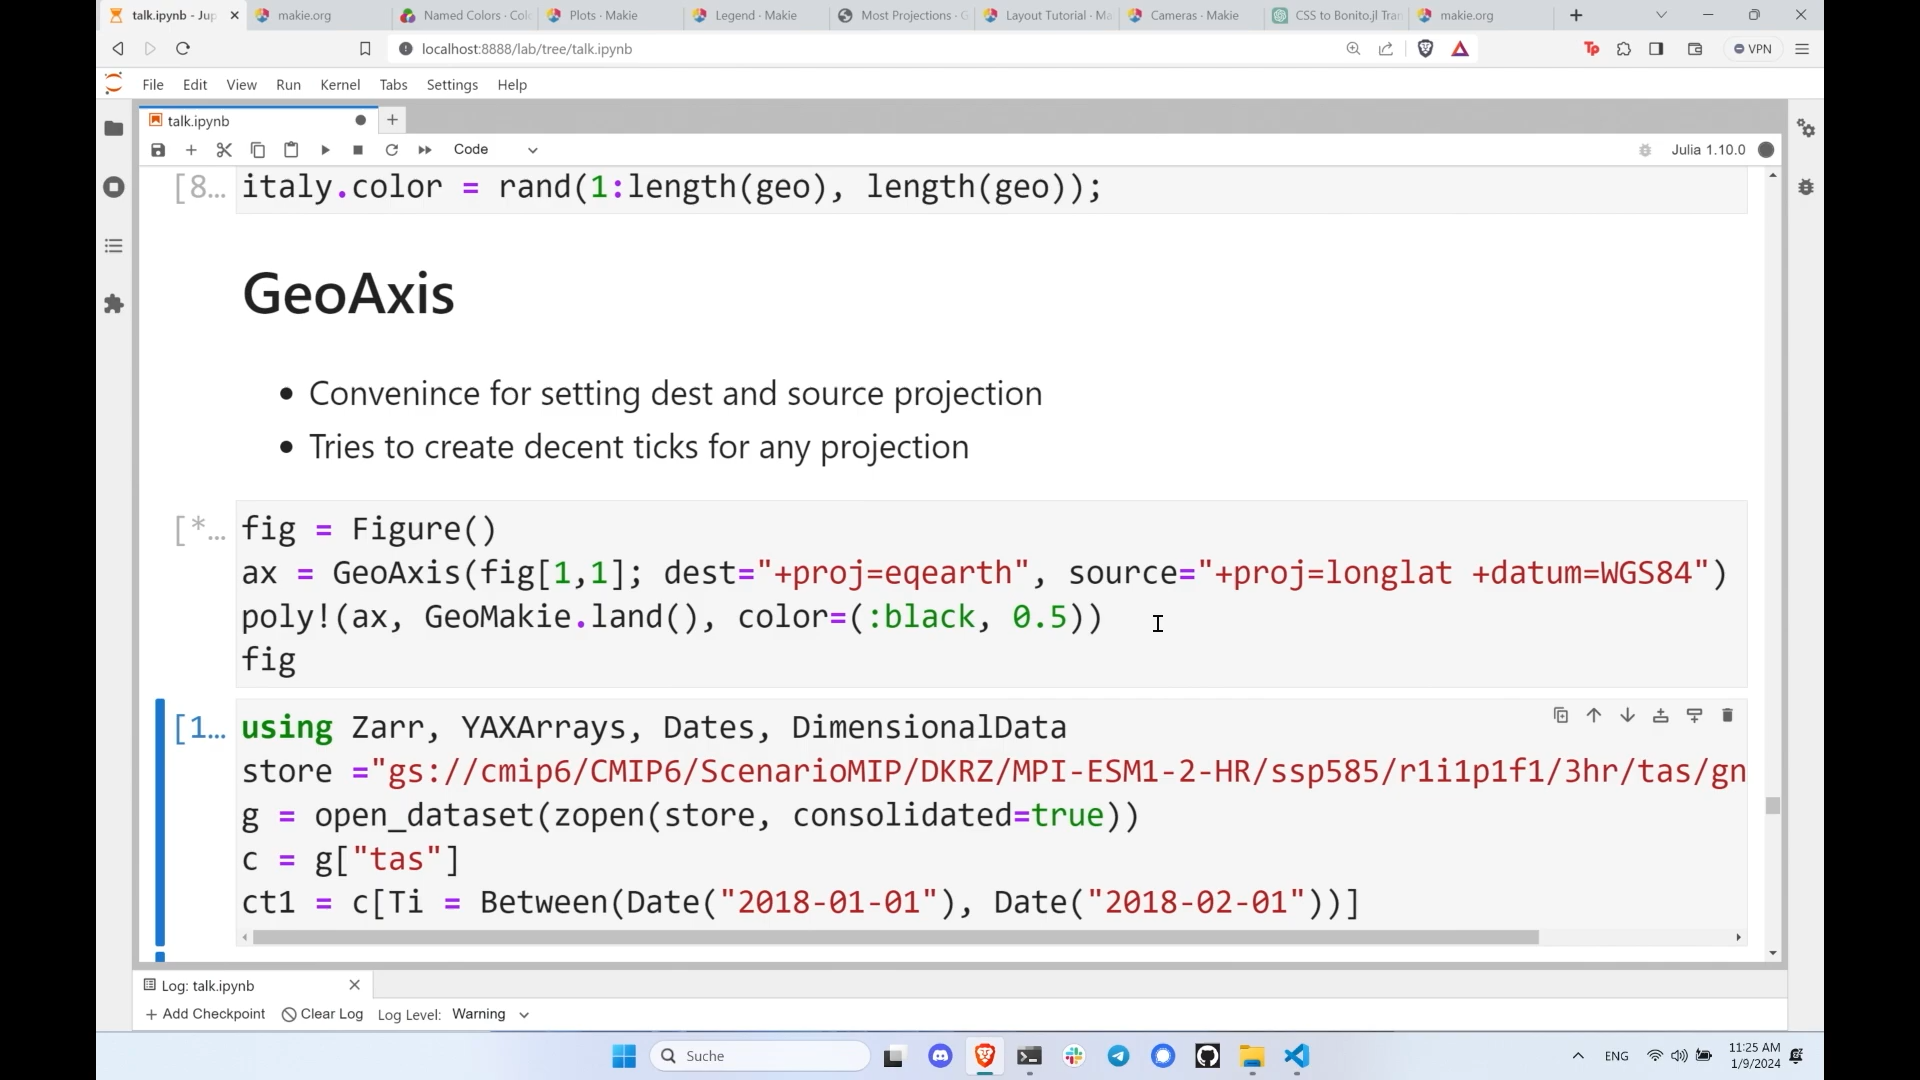 talk.ipynb - Jup
makie.org
Named Colors · Col
Plots · Makie
Legend · Makie
Most Projections · G
Layout Tutorial · Ma
Cameras · Makie
CSS to Bonito.jl Tran
makie.org
localhost:8888/lab/tree/talk.ipynb
VPN
File Edit View Run Kernel Tabs Settings Help
talk.ipynb
Code
Julia 1.10.0
[8… italy.color = rand(1:length(geo), length(geo));
GeoAxis
• Convenince for setting dest and source projection
• Tries to create decent ticks for any projection
[*… fig = Figure()
ax = GeoAxis(fig[1,1]; dest="+proj=eqearth", source="+proj=longlat +datum=WGS84")
poly!(ax, GeoMakie.land(), color=(:black, 0.5))
fig
[1… using Zarr, YAXArrays, Dates, DimensionalData
store ="gs://cmip6/CMIP6/ScenarioMIP/DKRZ/MPI-ESM1-2-HR/ssp585/r1i1p1f1/3hr/tas/gn
g = open_dataset(zopen(store, consolidated=true))
c = g["tas"]
ct1 = c[Ti = Between(Date("2018-01-01"), Date("2018-02-01"))]
Log: talk.ipynb
+ Add Checkpoint Clear Log Log Level: Warning
Suche
ENG
11:25 AM
1/9/2024